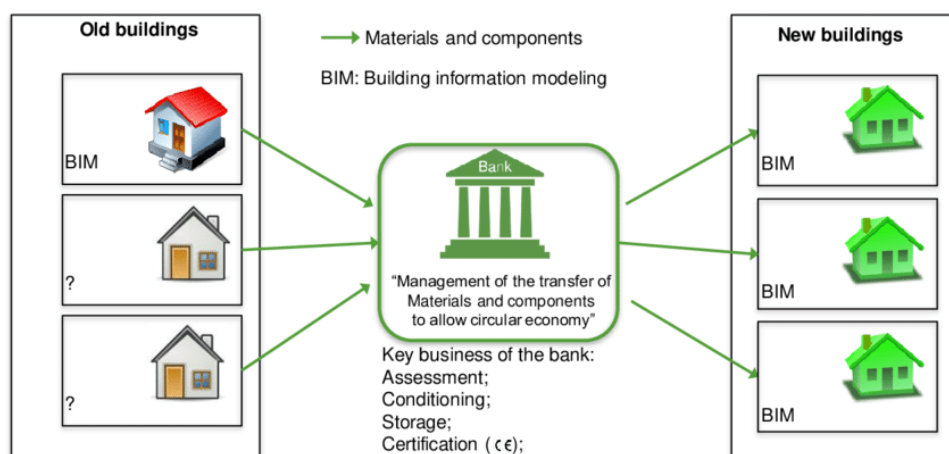 Old buildings
BIM
?
?
Materials and components
BIM: Building information modeling
Bank
“Management of the transfer of
Materials and components
to allow circular economy”
Key business of the bank:
Assessment;
Conditioning;
Storage;
Certification (CE);
New buildings
BIM
BIM
BIM